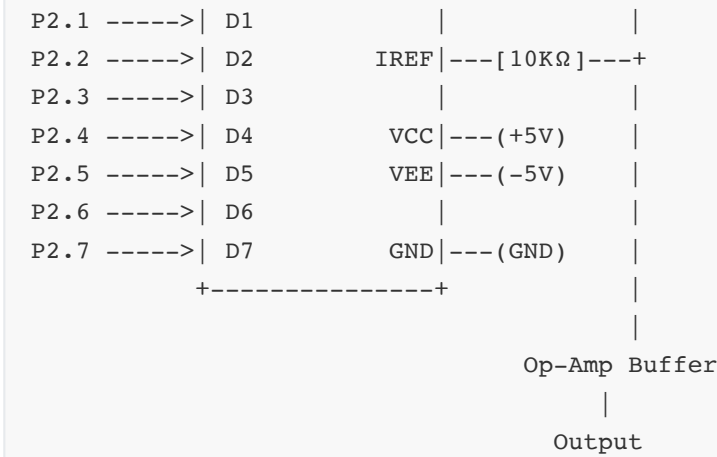 P2.1 ----->| D1 | |
P2.2 ----->| D2 IREF|---[10KΩ]---+
P2.3 ----->| D3 | |
P2.4 ----->| D4 VCC|---(+5V) |
P2.5 ----->| D5 VEE|---(-5V) |
P2.6 ----->| D6 | |
P2.7 ----->| D7 GND|---(GND) |
+---------------+ |
|
Op-Amp Buffer
|
Output